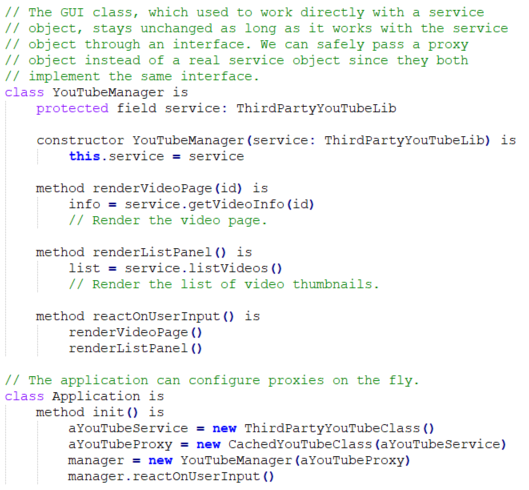 // The GUI class, which used to work directly with a service
// object, stays unchanged as long as it works with the service
// object through an interface. We can safely pass a proxy
// object instead of a real service object since they both
// implement the same interface.
class YouTubeManager is
    protected field service: ThirdPartyYouTubeLib

    constructor YouTubeManager(service: ThirdPartyYouTubeLib) is
        this.service = service

    method renderVideoPage(id) is
        info = service.getVideoInfo(id)
        // Render the video page.

    method renderListPanel() is
        list = service.listVideos()
        // Render the list of video thumbnails.

    method reactOnUserInput() is
        renderVideoPage()
        renderListPanel()

// The application can configure proxies on the fly.
class Application is
    method init() is
        aYouTubeService = new ThirdPartyYouTubeClass()
        aYouTubeProxy = new CachedYouTubeClass(aYouTubeService)
        manager = new YouTubeManager(aYouTubeProxy)
        manager.reactOnUserInput()